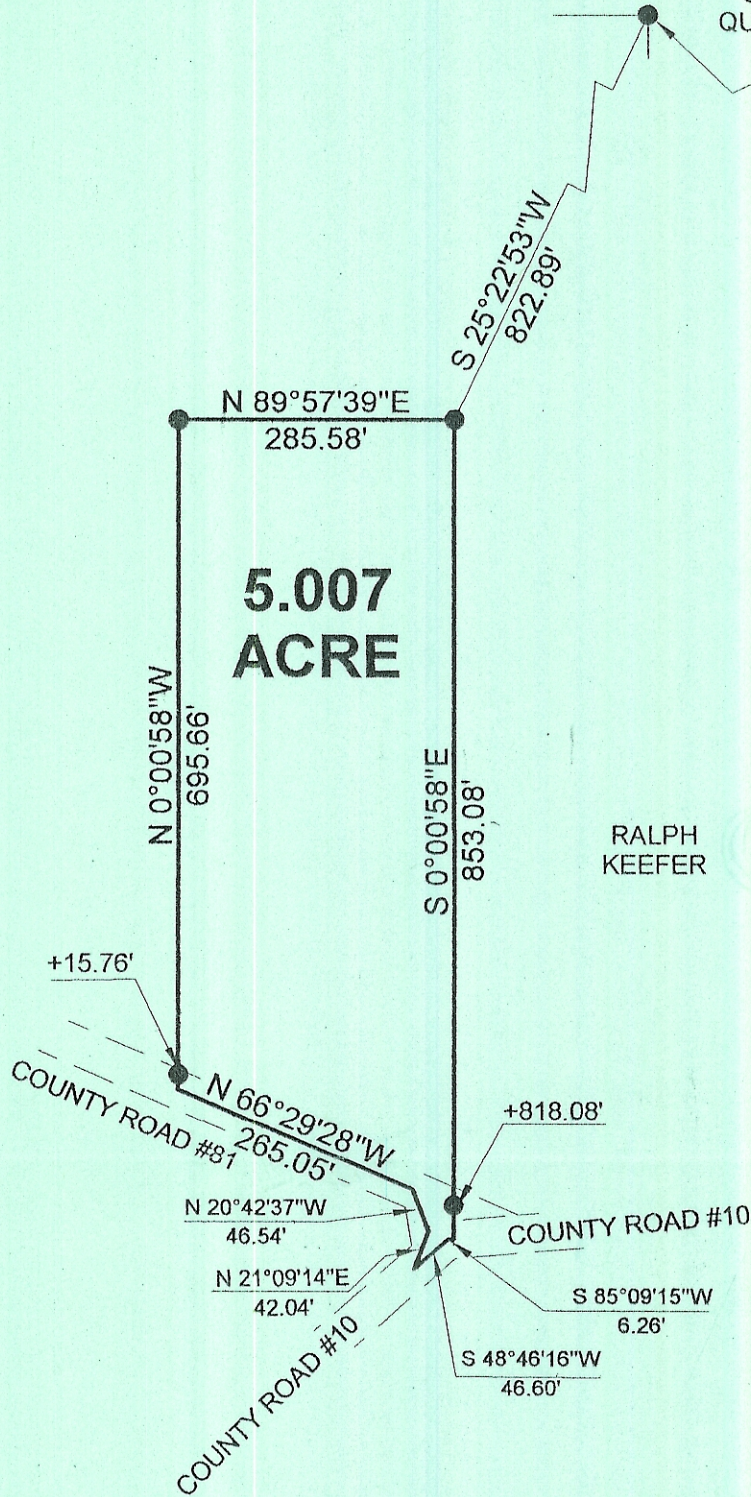 QU
S 25°22'53"W
822.89'
N 89°57'39"E
285.58'
5.007
ACRE
N 0°00'58"W
695.66'
S 0°00'58"E
853.08'
RALPH
KEEFER
+15.76'
N 66°29'28"W
265.05'
COUNTY ROAD #81
+818.08'
N 20°42'37"W
46.54'
COUNTY ROAD #10
N 21°09'14"E
42.04'
S 85°09'15"W
6.26'
S 48°46'16"W
46.60'
COUNTY ROAD #10